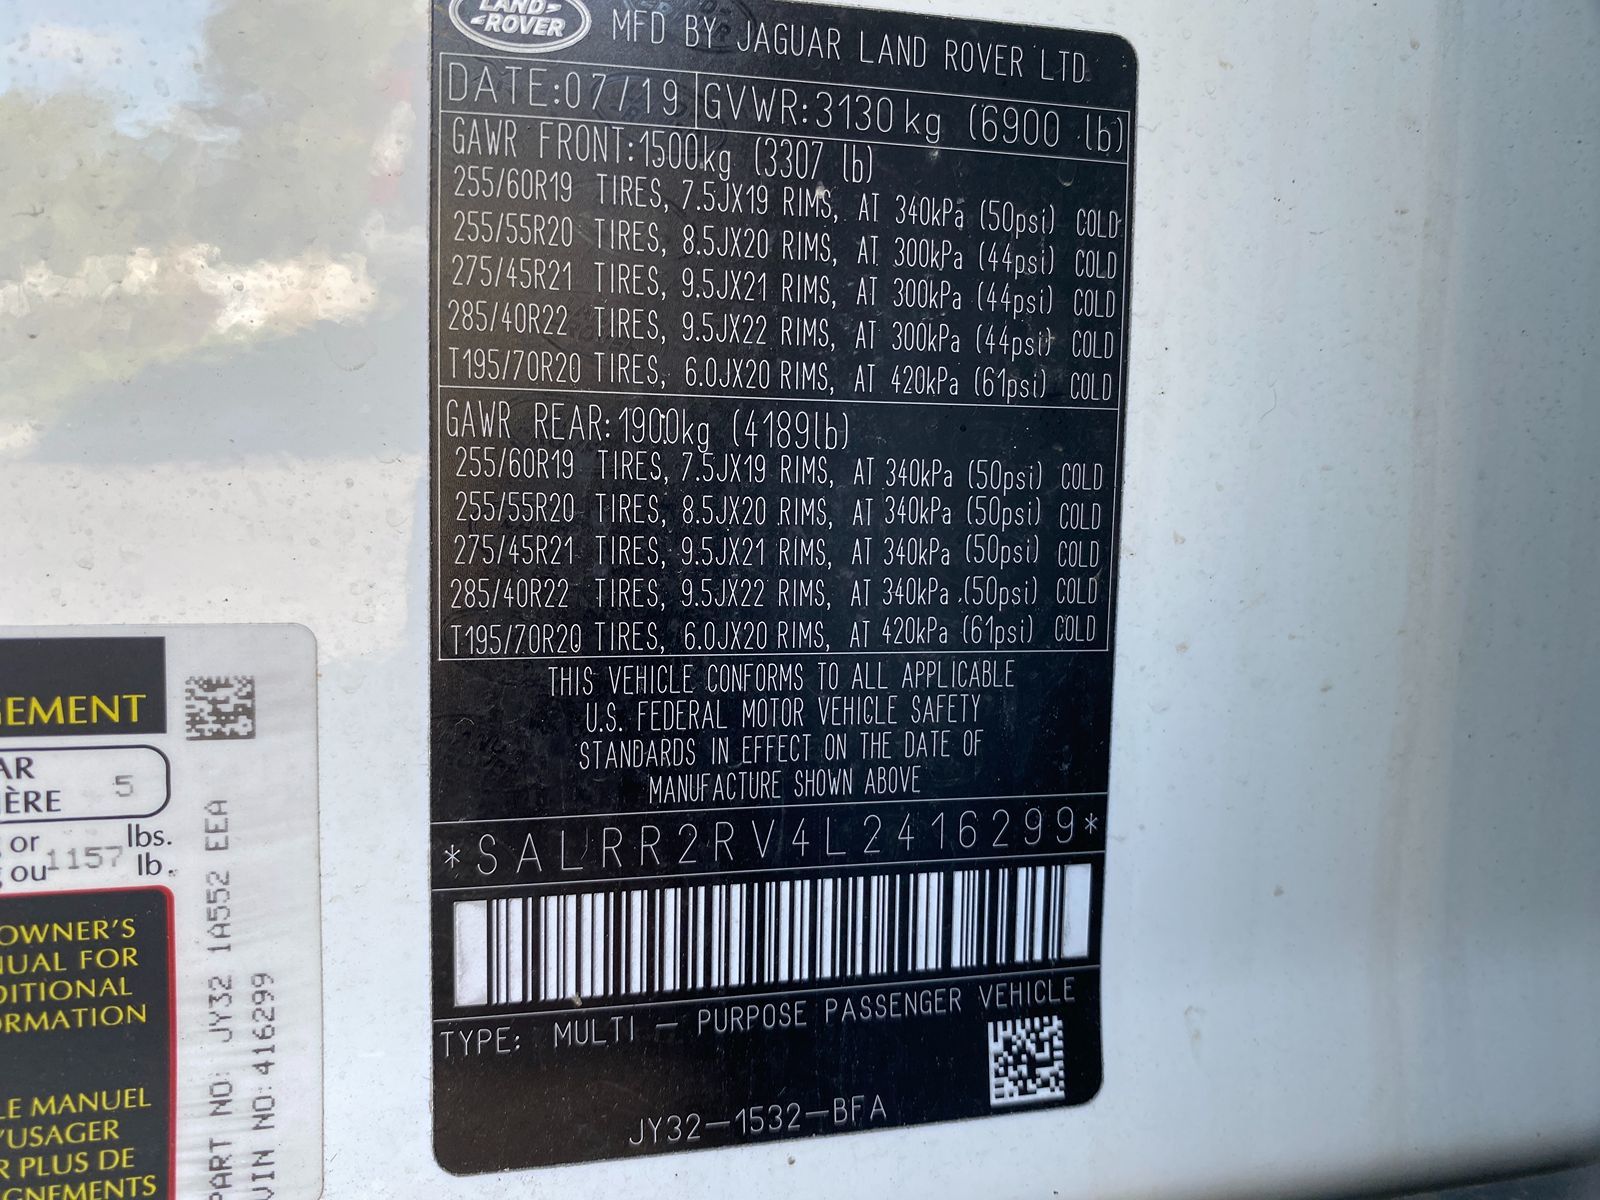 LAND-
-ROVER
MFD BY JAGUAR LAND ROVER LTD
DATE:07/19 GVWR:3130kg (6900 lb)
GAWR FRONT:1500kg (3307 lb)
255/60R19 TIRES, 7.5JX19 RIMS, AT 340kPa (50psi) COLD
255/55R20 TIRES, 8.5JX20 RIMS, AT 300kPa (44psi) COLD
275/45R21 TIRES, 9.5JX21 RIMS, AT 300kPa (44psi) COLD
285/40R22 TIRES, 9.5JX22 RIMS, AT 300kPa (44psi) COLD
T195/70R20 TIRES, 6.0JX20 RIMS, AT 420kPa (61psi) COLD
GAWR REAR:1900kg (4189lb)
255/60R19 TIRES, 7.5JX19 RIMS, AT 340kPa (50psi) COLD
255/55R20 TIRES, 8.5JX20 RIMS, AT 340kPa (50psi) COLD
275/45R21 TIRES, 9.5JX21 RIMS, AT 340kPa (50psi) COLD
285/40R22 TIRES, 9.5JX22 RIMS, AT 340kPa (50psi) COLD
T195/70R20 TIRES, 6.0JX20 RIMS, AT 420kPa (61psi) COLD
THIS VEHICLE CONFORMS TO ALL APPLICABLE
U.S. FEDERAL MOTOR VEHICLE SAFETY
STANDARDS IN EFFECT ON THE DATE OF
MANUFACTURE SHOWN ABOVE
*SALRR2RV4L2416299*
TYPE: MULTI - PURPOSE PASSENGER VEHICLE
JY32-1532-BFA
EMENT
AR
IÈRE 5
or lbs.
ou 1157 lb.
OWNER'S
NUAL FOR
DITIONAL
ORMATION
LE MANUEL
D'USAGER
R PLUS DE
GNEMENTS
PART NO: JY32 1A552 EEA
VIN NO:416299